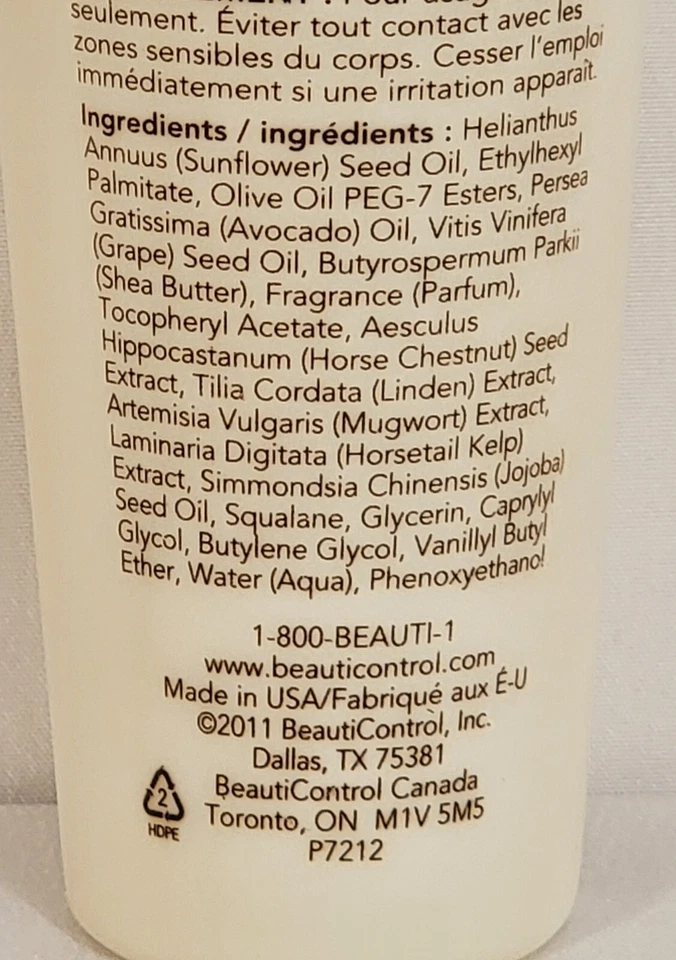 seulement. Éviter tout contact avec les
zones sensibles du corps. Cesser l'emploi
immédiatement si une irritation apparaît.
Ingredients / ingrédients : Helianthus
Annuus (Sunflower) Seed Oil, Ethylhexyl
Palmitate, Olive Oil PEG-7 Esters, Persea
Gratissima (Avocado) Oil, Vitis Vinifera
(Grape) Seed Oil, Butyrospermum Parkii
(Shea Butter), Fragrance (Parfum),
Tocopheryl Acetate, Aesculus
Hippocastanum (Horse Chestnut) Seed
Extract, Tilia Cordata (Linden) Extract,
Artemisia Vulgaris (Mugwort) Extract,
Laminaria Digitata (Horsetail Kelp)
Extract, Simmondsia Chinensis (Jojoba)
Seed Oil, Squalane, Glycerin, Caprylyl
Glycol, Butylene Glycol, Vanillyl Butyl
Ether, Water (Aqua), Phenoxyethanol
1-800-BEAUTI-1
www.beauticontrol.com
Made in USA/Fabriqué aux É-U
©2011 BeautiControl, Inc.
Dallas, TX 75381
BeautiControl Canada
Toronto, ON M1V 5M5
P7212
2
HDPE